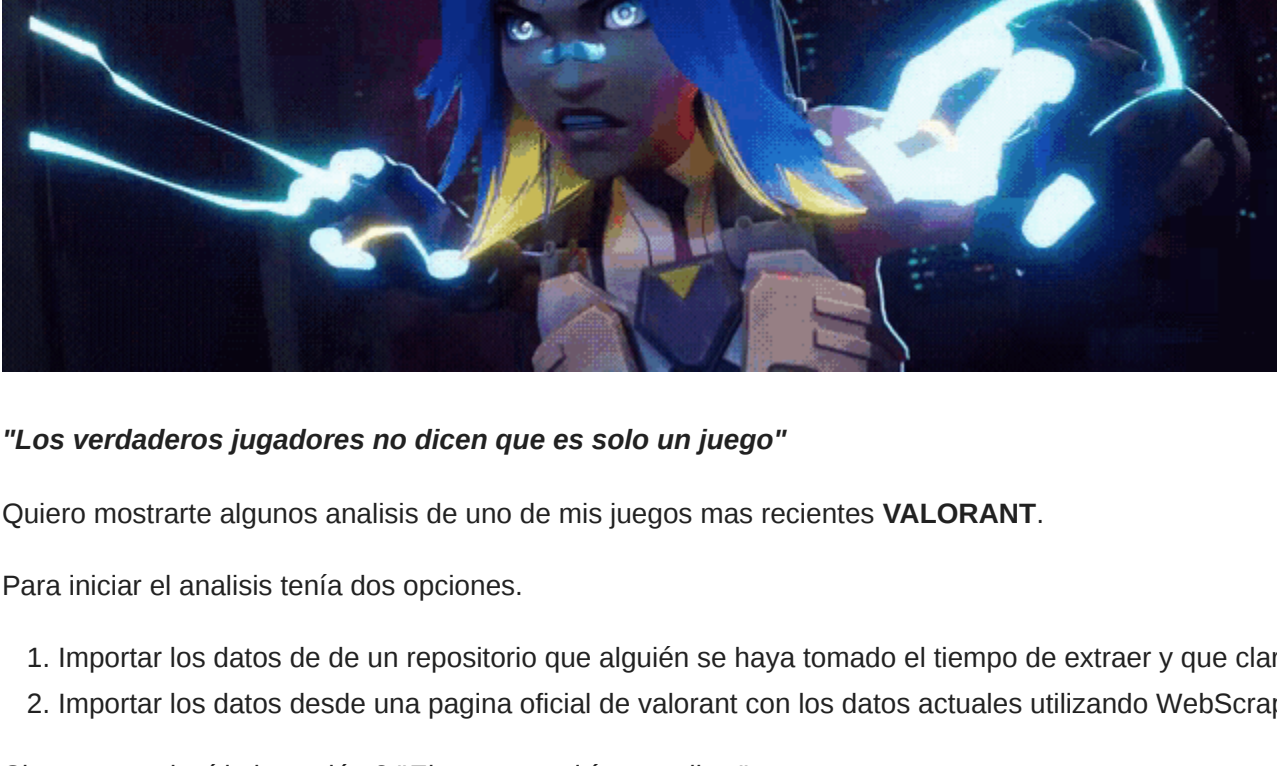 "Los verdaderos jugadores no dicen que es solo un juego"
Quiero mostrarte algunos analisis de uno de mis juegos mas recientes VALORANT.
Para iniciar el analisis tenía dos opciones.
1. Importar los datos de de un repositorio que alguién se haya tomado el tiempo de extraer y que clar
2. Importar los datos desde una pagina oficial de valorant con los datos actuales utilizando WebScrap